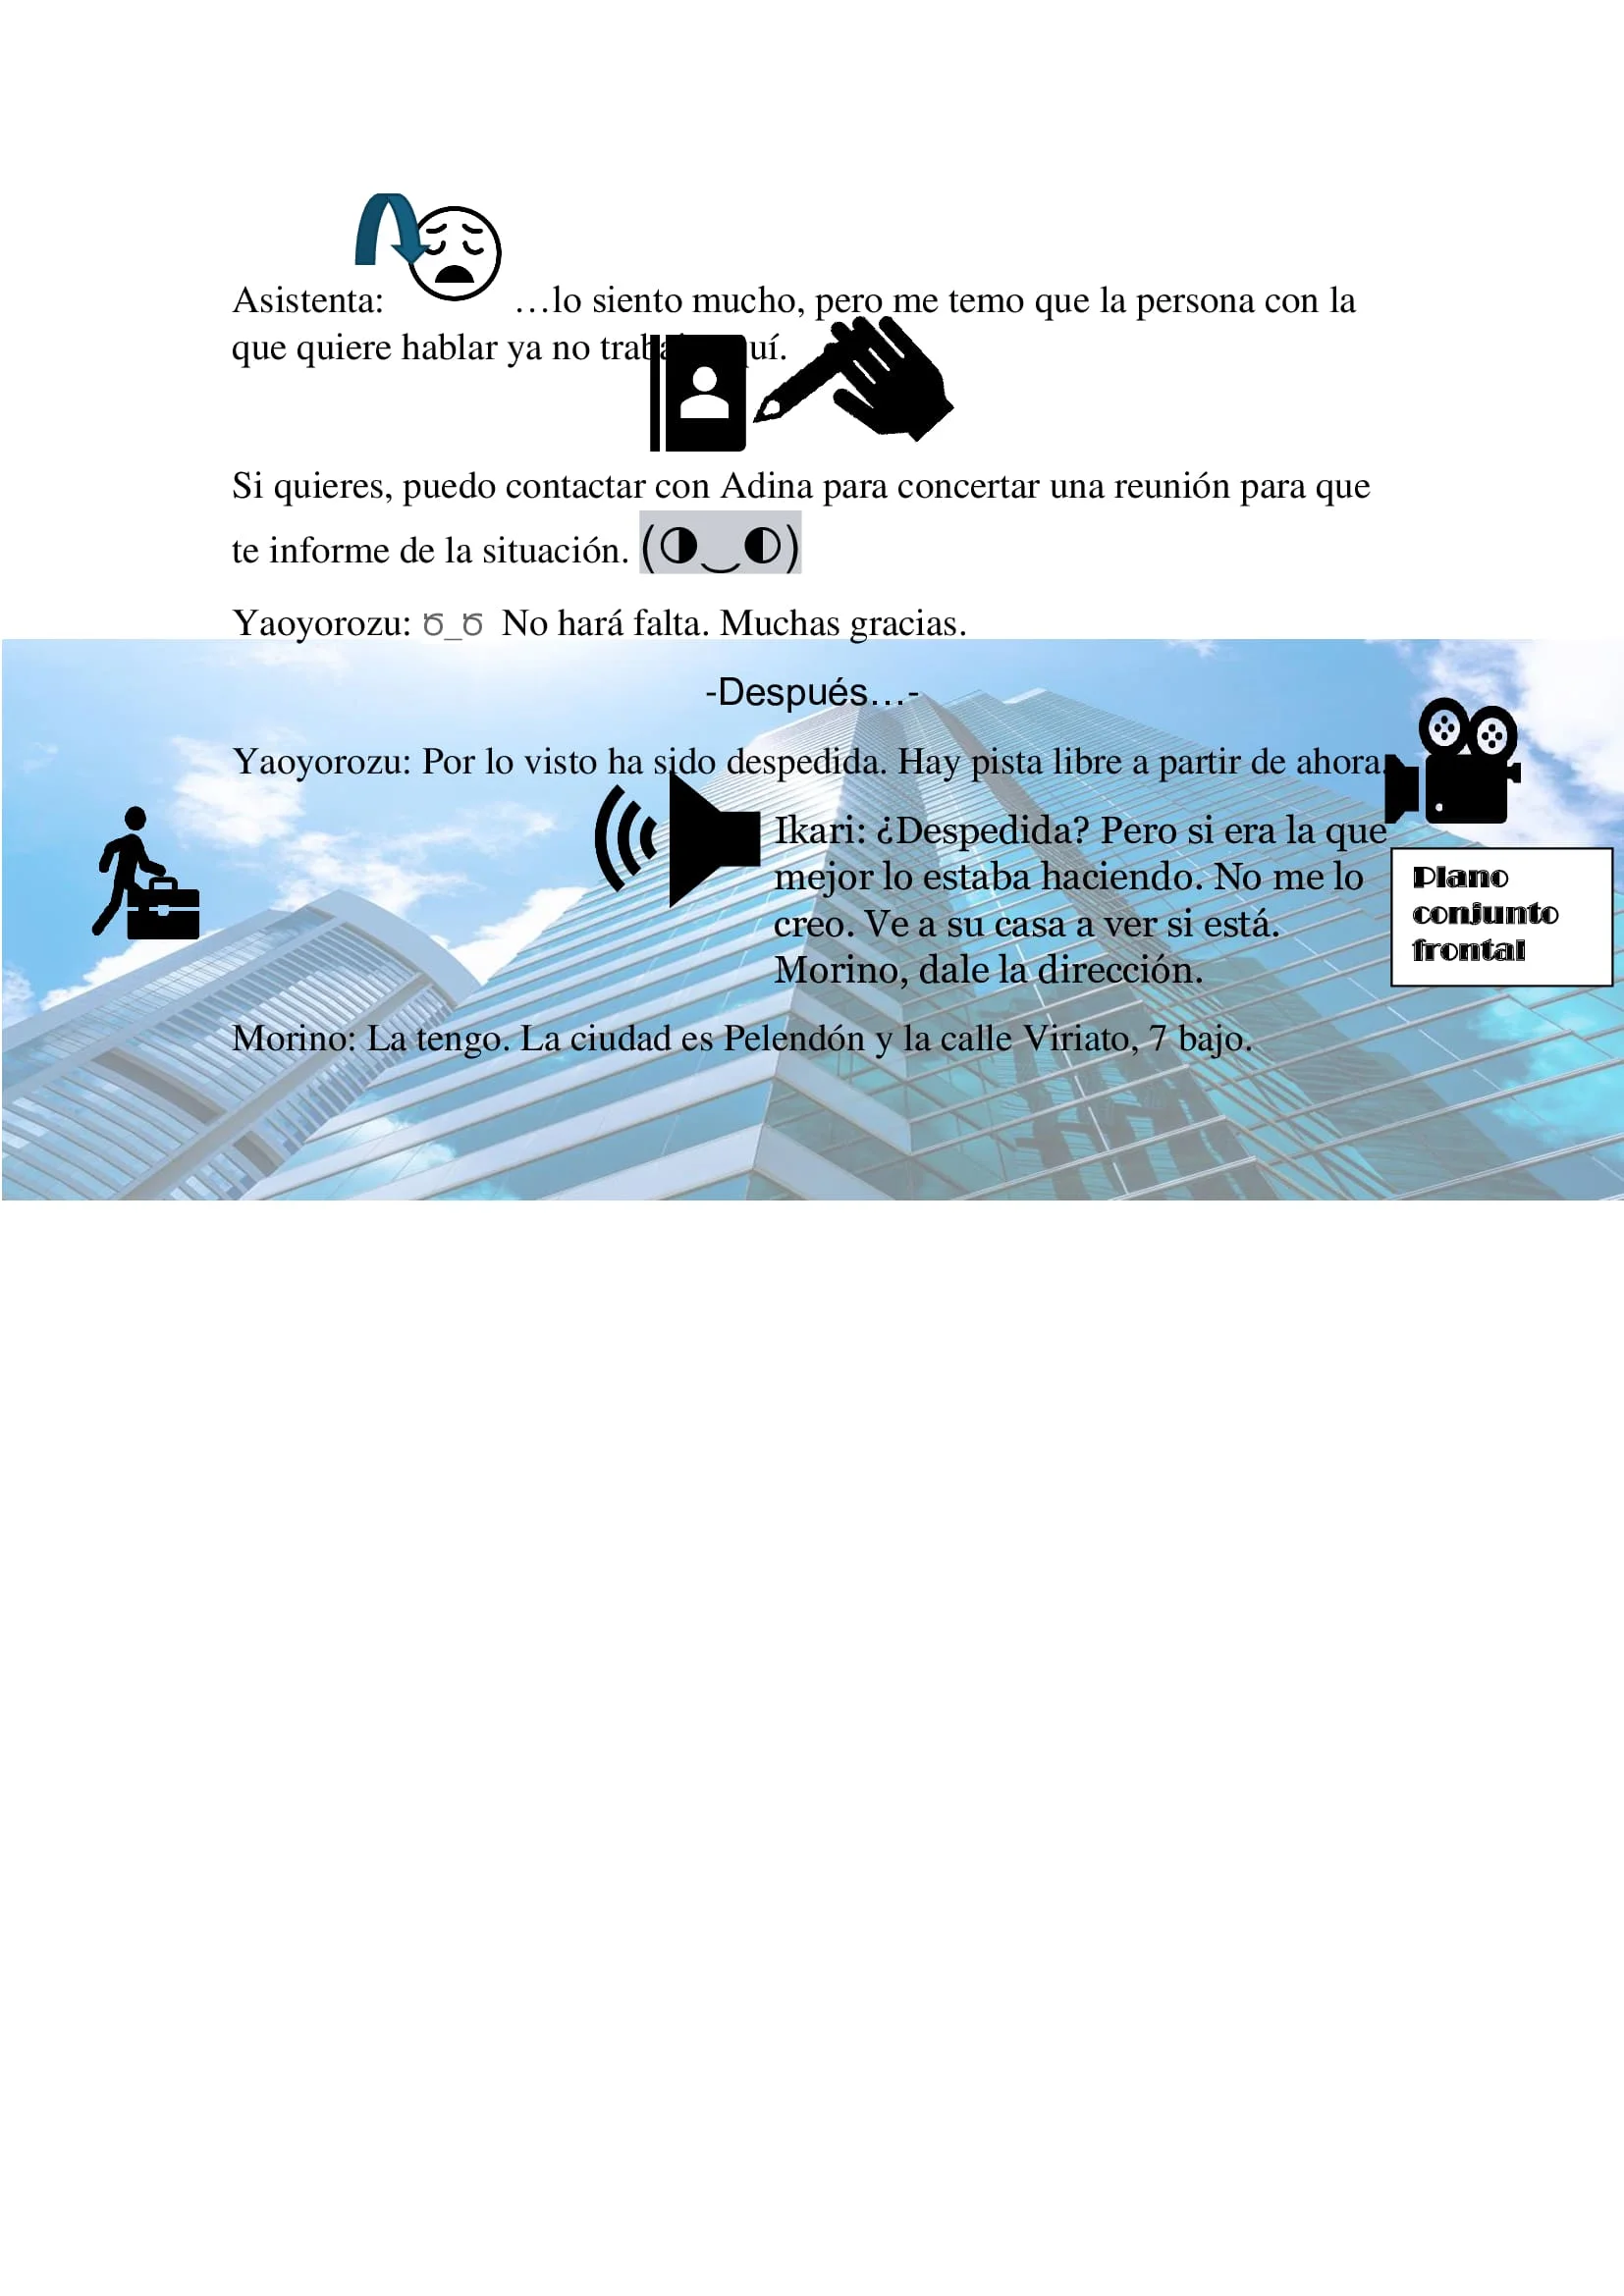 Asistenta: …lo siento mucho, pero me temo que la persona con la
que quiere hablar ya no trabaja aquí.
Si quieres, puedo contactar con Adina para concertar una reunión para que
te informe de la situación. (◑‿◐)
Yaoyorozu: ఠ_ఠ No hará falta. Muchas gracias.
-Después…-
Yaoyorozu: Por lo visto ha sido despedida. Hay pista libre a partir de ahora.
Ikari: ¿Despedida? Pero si era la que
mejor lo estaba haciendo. No me lo
creo. Ve a su casa a ver si está.
Morino, dale la dirección.
Plano
conjunto
frontal
Morino: La tengo. La ciudad es Pelendón y la calle Viriato, 7 bajo.